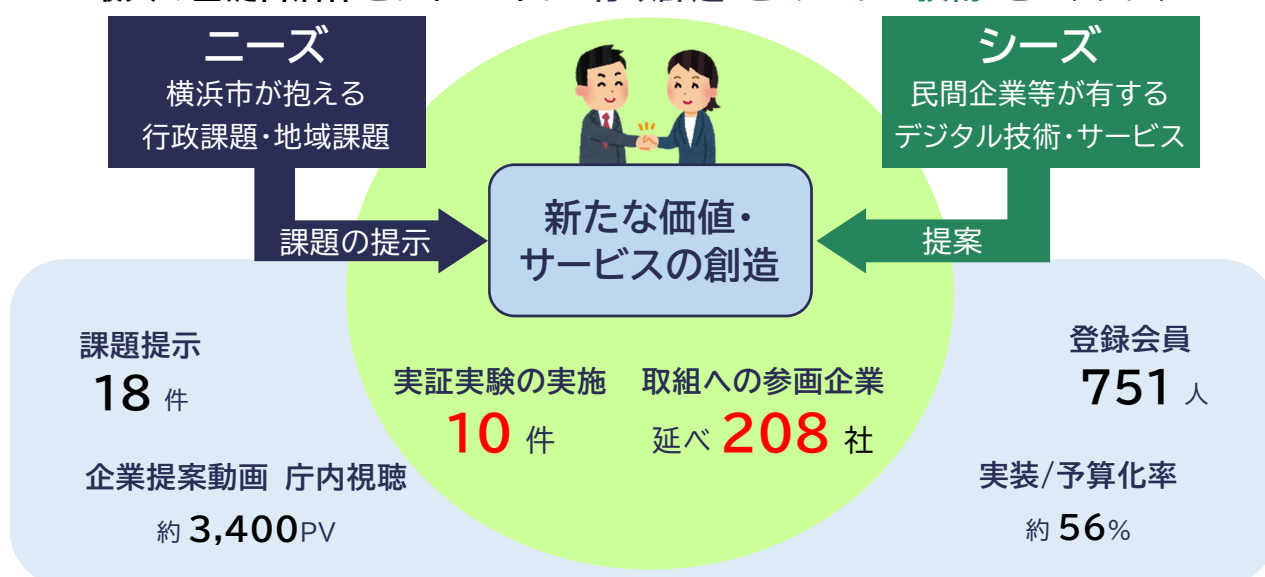 ニーズ
横浜市が抱える
行政課題・地域課題
シーズ
民間企業等が有する
デジタル技術・サービス
課題の提示
新たな価値・
サービスの創造
提案
課題提示
18 件
実証実験の実施
10 件
取組への参画企業
延べ 208 社
登録会員
751 人
企業提案動画 庁内視聴
約 3,400PV
実装/予算化率
約 56%